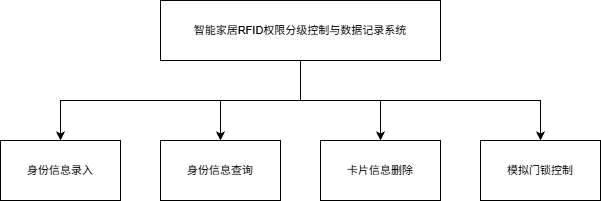 智能家居RFID权限分级控制与数据记录系统
身份信息录入
身份信息查询
卡片信息删除
模拟门锁控制